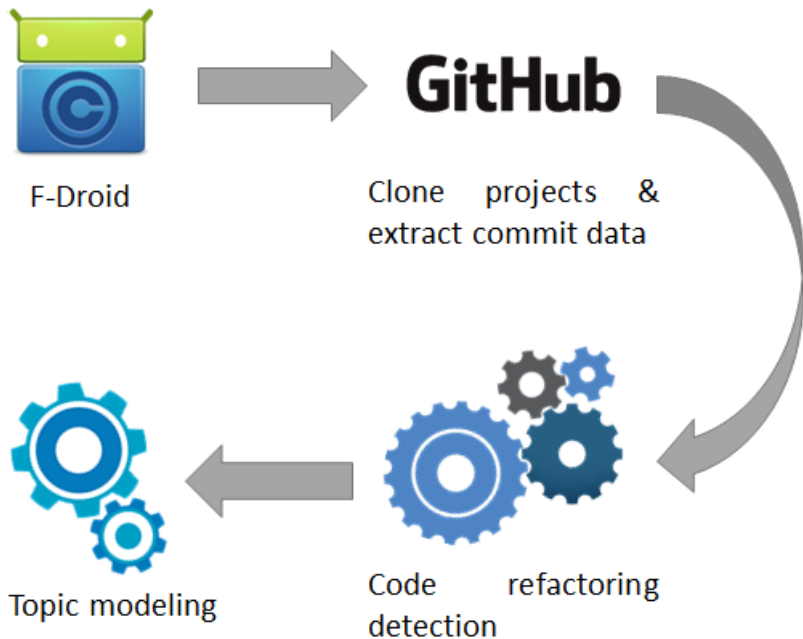 GitHub
F-Droid
Clone projects &
extract commit data
Topic modeling
Code refactoring
detection